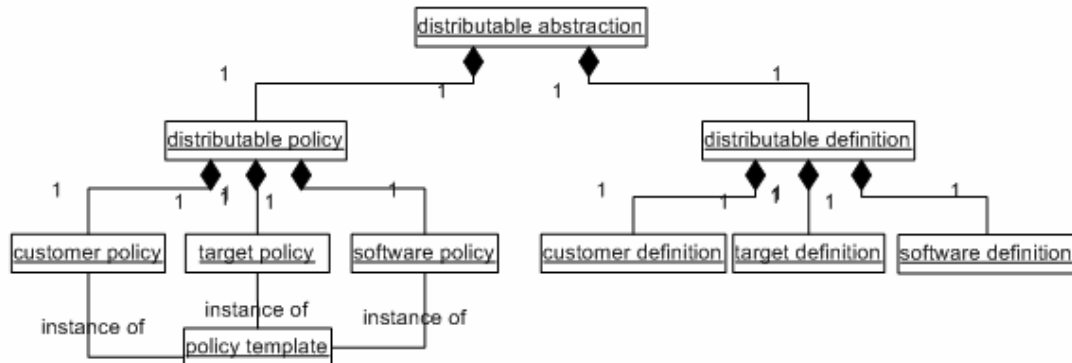 distributable abstraction
1 1 1 1
distributable policy distributable definition
1 1 1 1 1 1 1 1 1 1 1 1
customer policy target policy software policy customer definition target definition software definition
instance of instance of instance of
policy template